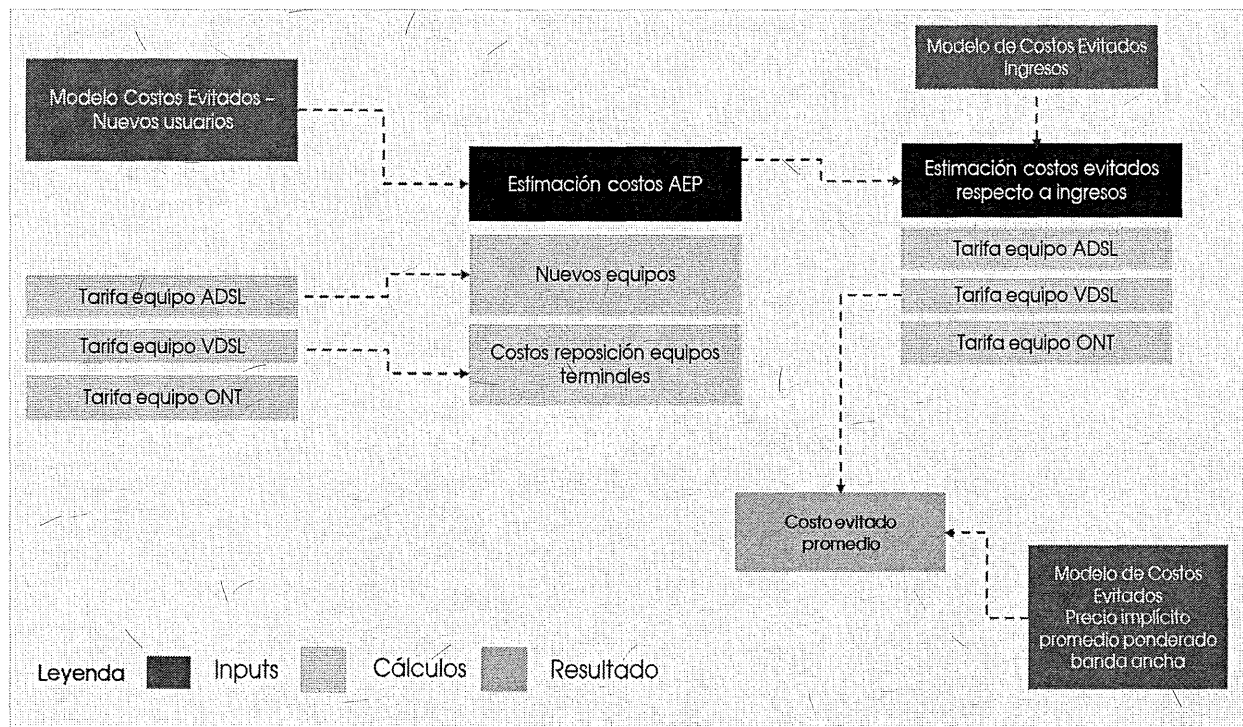 Modelo Costos Evitados –
Nuevos usuarios
Tarifa equipo ADSL
Tarifa equipo VDSL
Tarifa equipo ONT
Estimación costos AEP
Nuevos equipos
Costos reposición equipos
terminales
Modelo de Costos Evitados
Ingresos
Estimación costos evitados
respecto a ingresos
Tarifa equipo ADSL
Tarifa equipo VDSL
Tarifa equipo ONT
Costo evitado
promedio
Modelo de Costos
Evitados
Precio implícito
promedio ponderado
banda ancha
Leyenda
Inputs
Cálculos
Resultado